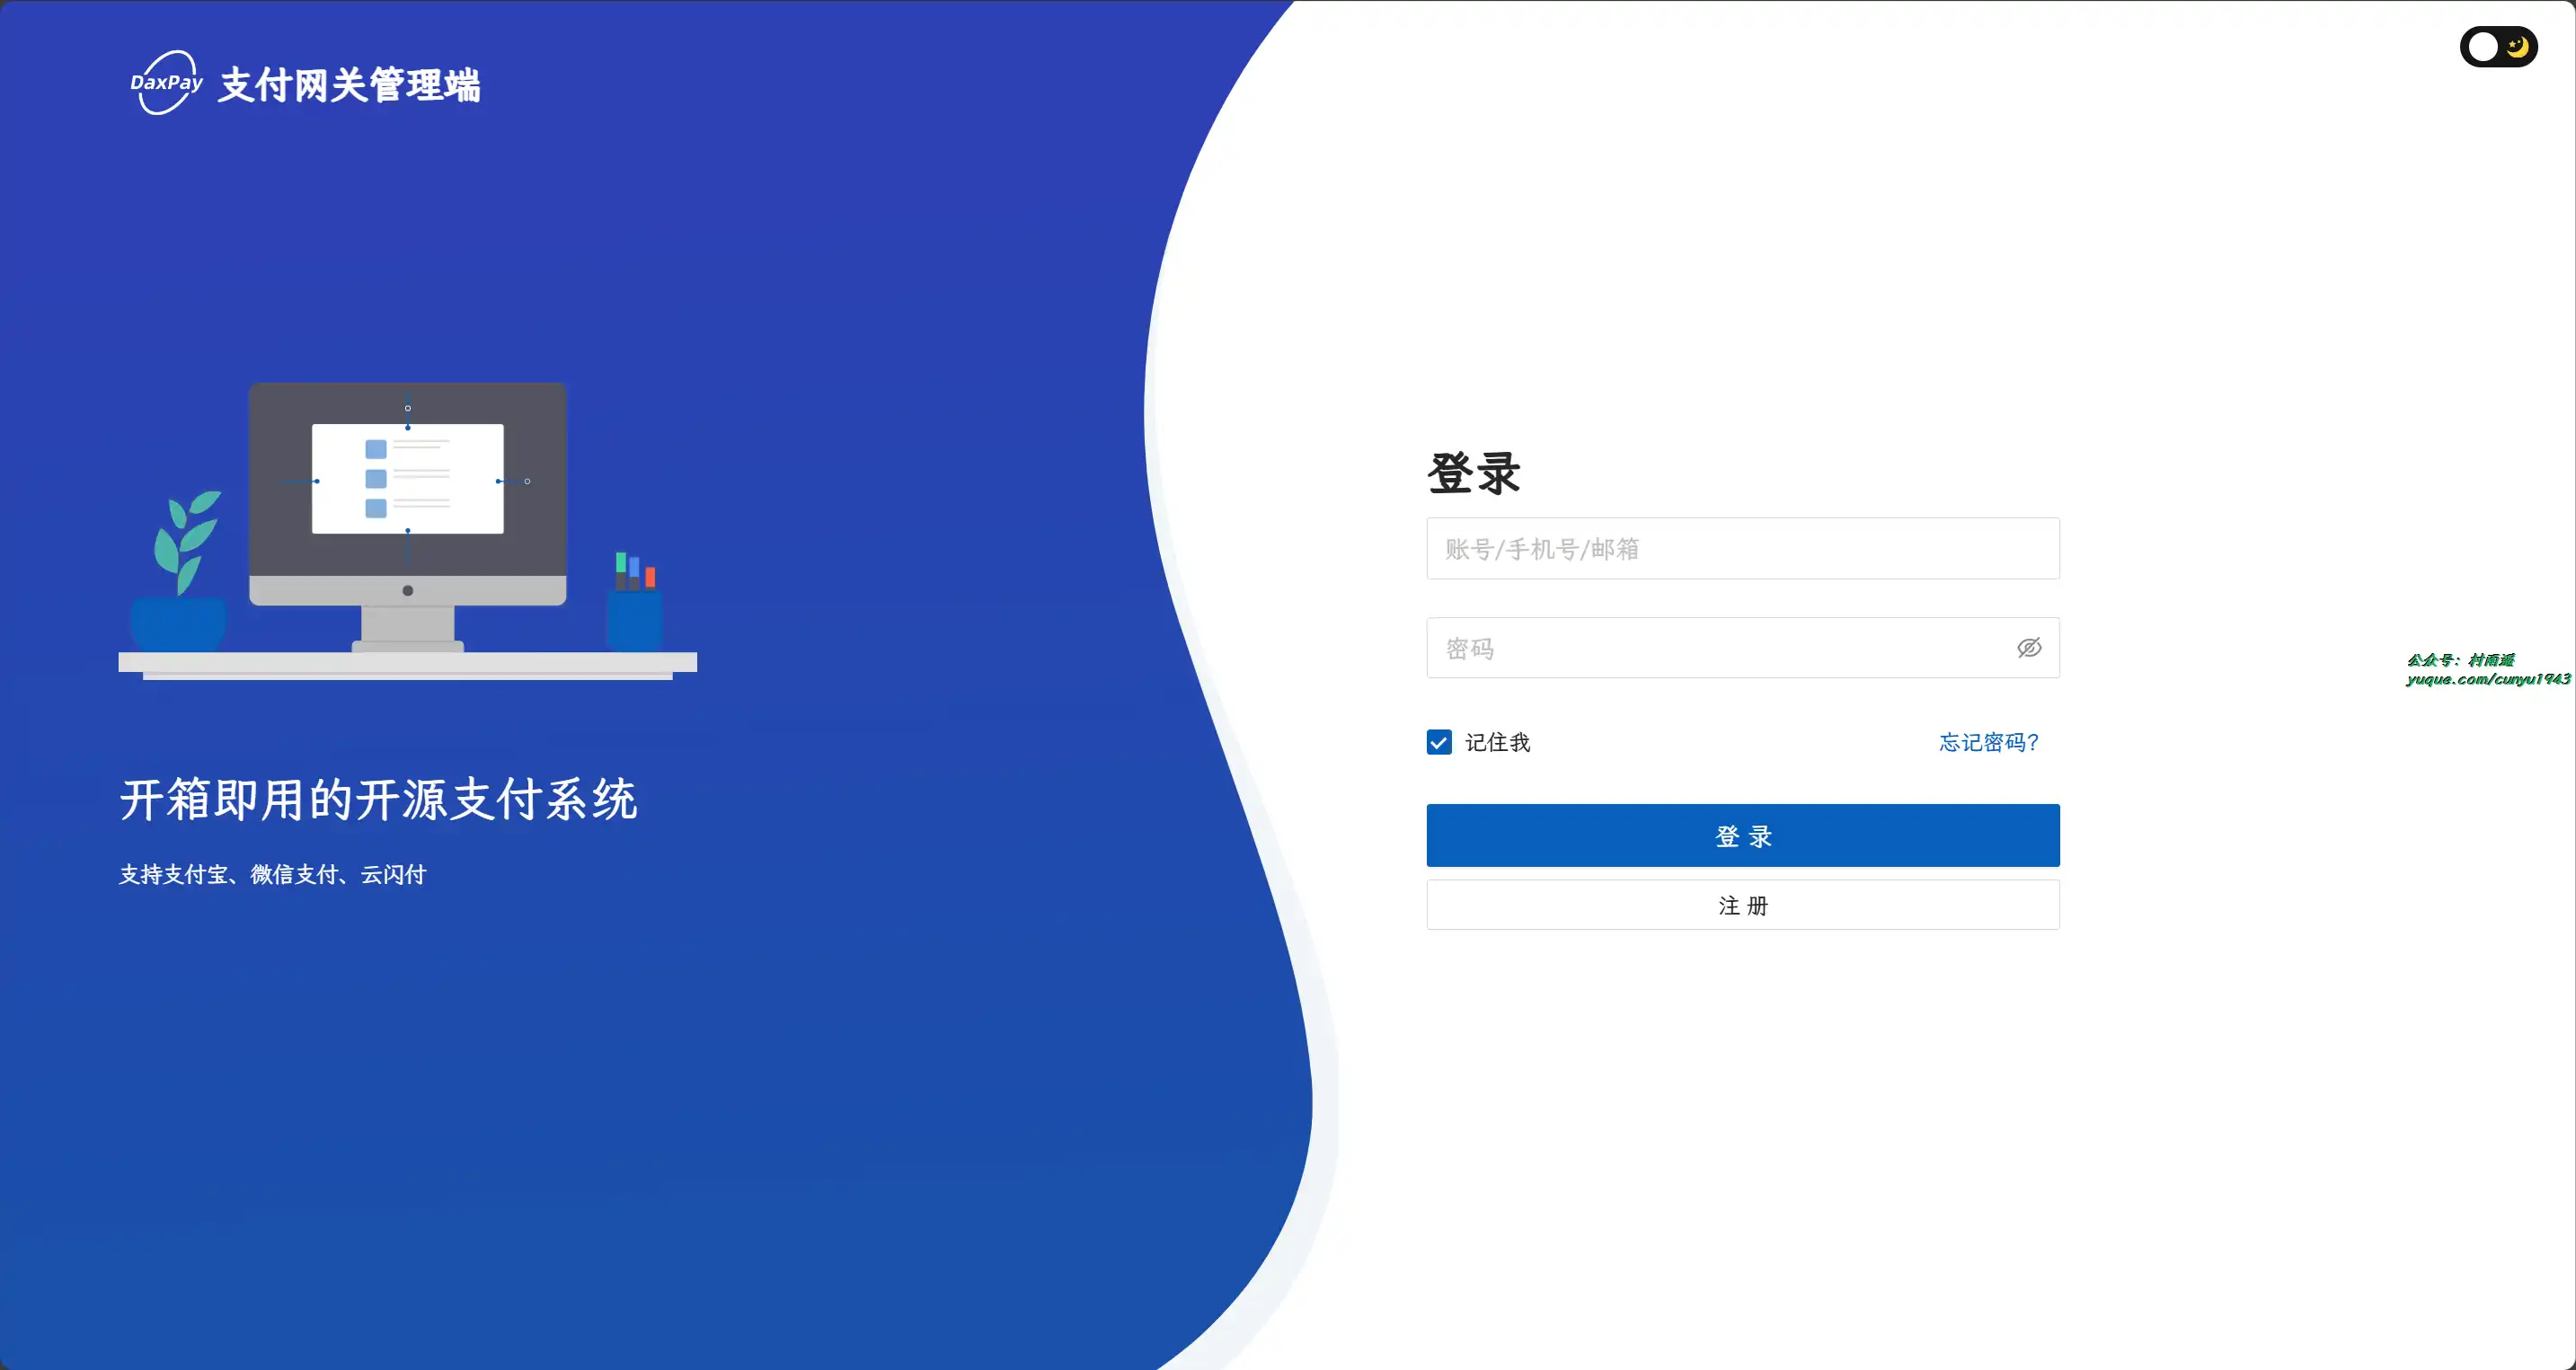 DaxPay 支付网关管理端
开箱即用的开源支付系统
支持支付宝、微信支付、云闪付
登录
账号/手机号/邮箱
密码
记住我 忘记密码?
登 录
注 册
公众号：村雨遥
yuque.com/cunyu1943